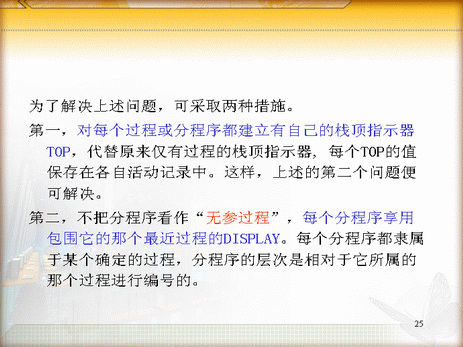 为了解决上述问题，可采取两种措施。
第一，对每个过程或分程序都建立有自己的栈顶指示器
TOP，代替原来仅有过程的栈顶指示器, 每个TOP的值
保存在各自活动记录中。这样，上述的第二个问题便
可解决。
第二，不把分程序看作“无参过程”，每个分程序享用
包围它的那个最近过程的DISPLAY。每个分程序都隶属
于某个确定的过程，分程序的层次是相对于它所属的
那个过程进行编号的。
25